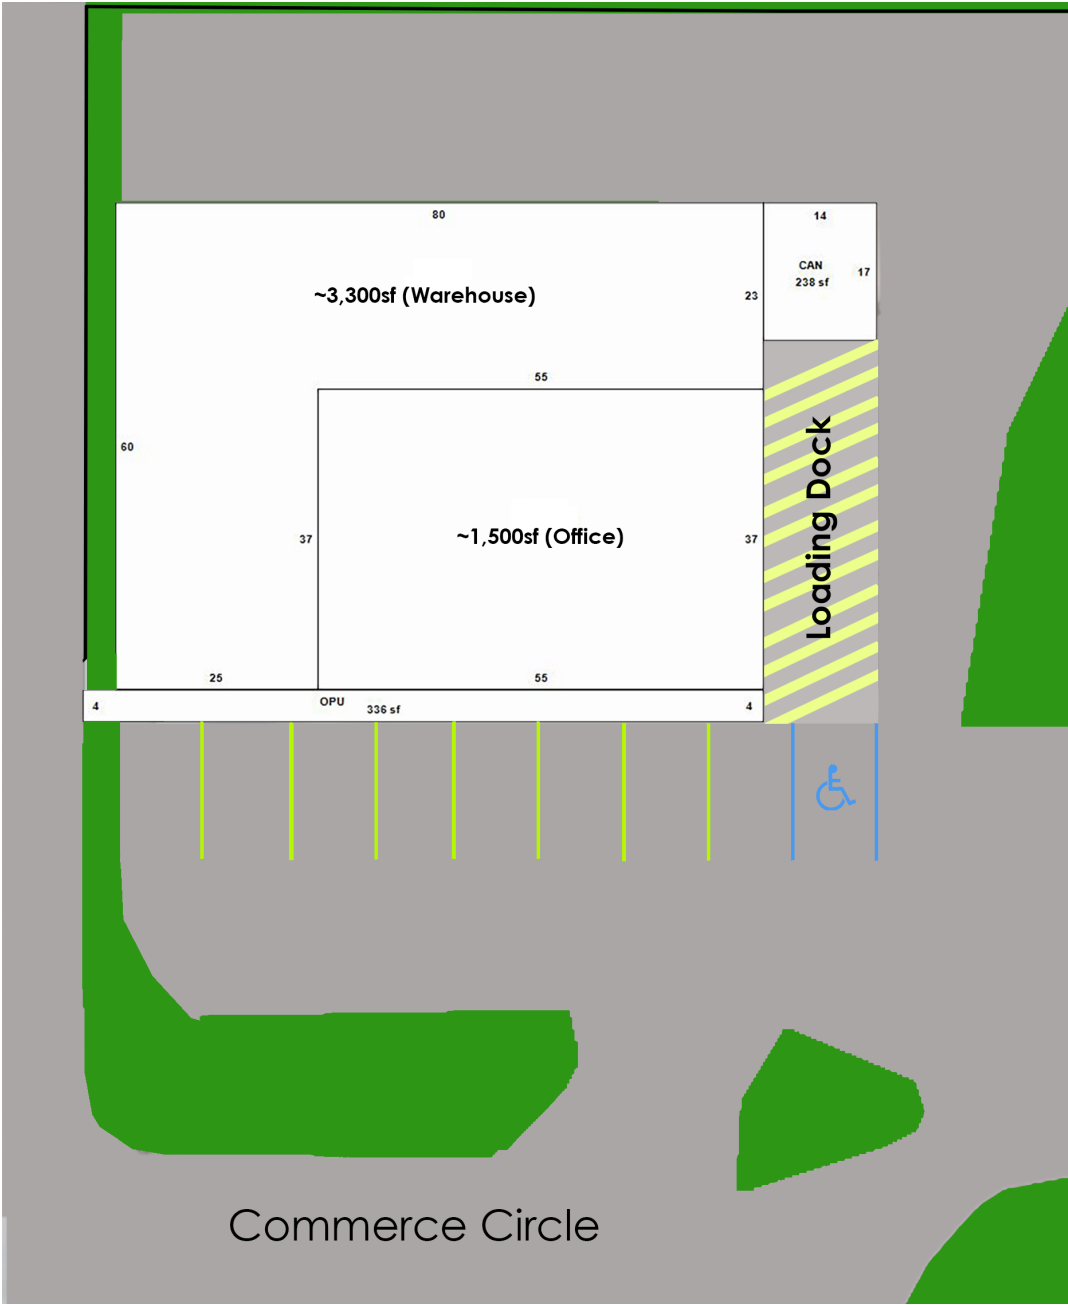 80
14
CAN
238 sf
17
~3,300sf (Warehouse)
23
55
60
Loading Dock
37
~1,500sf (Office)
37
25
55
4
OPU
336 sf
4
Commerce Circle